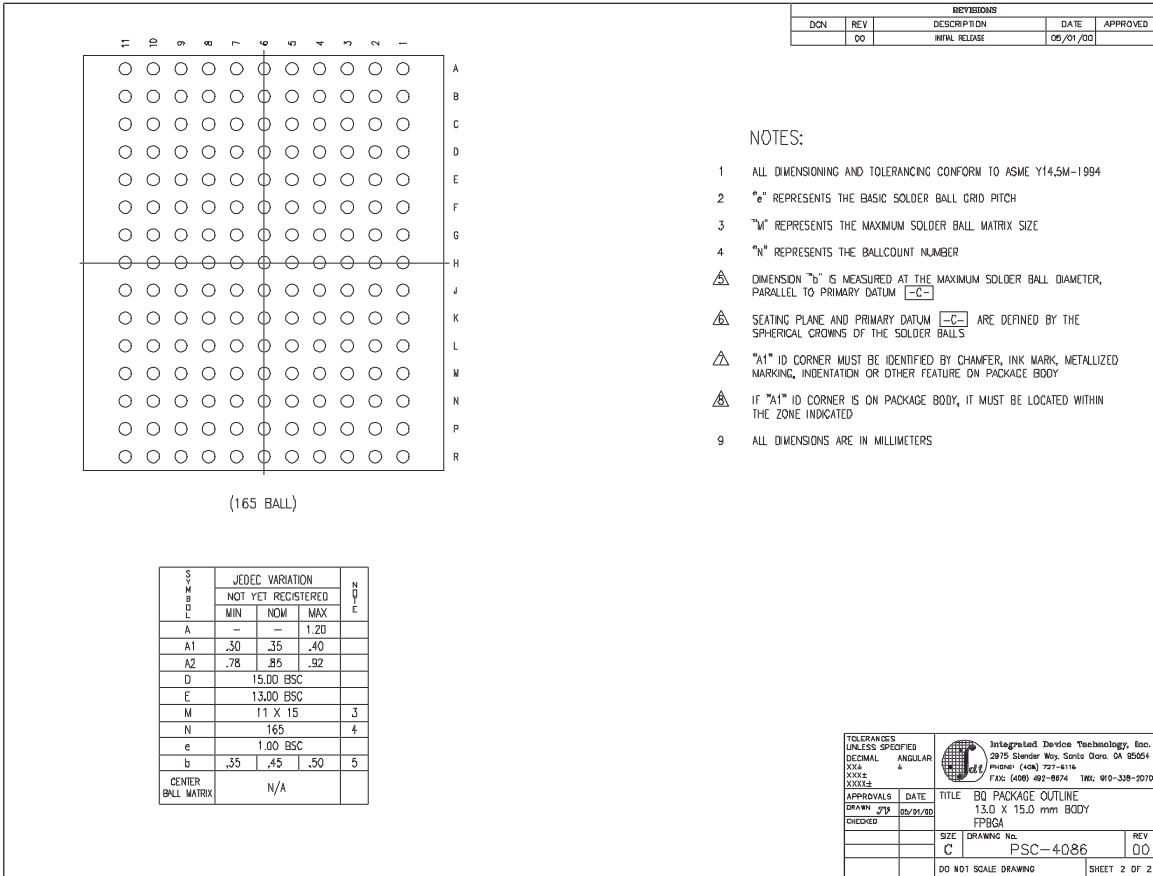 REVISIONS
DCN REV DESCRIPTION DATE APPROVED
00 INITIAL RELEASE 05/01/00
11 10 9 8 7 6 5 4 3 2 1
A
B
C
D
E
F
G
H
J
K
L
M
N
P
R
(165 BALL)
NOTES:
1 ALL DIMENSIONING AND TOLERANCING CONFORM TO ASME Y14.5M-1994
2 "e" REPRESENTS THE BASIC SOLDER BALL GRID PITCH
3 "M" REPRESENTS THE MAXIMUM SOLDER BALL MATRIX SIZE
4 "N" REPRESENTS THE BALLCOUNT NUMBER
5 DIMENSION "b" IS MEASURED AT THE MAXIMUM SOLDER BALL DIAMETER,
PARALLEL TO PRIMARY DATUM -C-
6 SEATING PLANE AND PRIMARY DATUM -C- ARE DEFINED BY THE
SPHERICAL CROWNS OF THE SOLDER BALLS
7 "A1" ID CORNER MUST BE IDENTIFIED BY CHAMFER, INK MARK, METALLIZED
MARKING, INDENTATION OR OTHER FEATURE ON PACKAGE BODY
8 IF "A1" ID CORNER IS ON PACKAGE BODY, IT MUST BE LOCATED WITHIN
THE ZONE INDICATED
9 ALL DIMENSIONS ARE IN MILLIMETERS
SYMBOL JEDEC VARIATION NOTE
NOT YET REGISTERED
MIN NOM MAX
A – – 1.20
A1 .30 .35 .40
A2 .78 .85 .92
D 15.00 BSC
E 13.00 BSC
M 11 X 15 3
N 165 4
e 1.00 BSC
b .35 .45 .50 5
CENTER
BALL MATRIX N/A
TOLERANCES
UNLESS SPECIFIED
DECIMAL ANGULAR
XX± ±
XXX±
XXXX±
idt
Integrated Device Technology, Inc.
2975 Stender Way, Santa Clara, CA 95054
PHONE: (408) 727-6116
FAX: (408) 492-8674 TWX: 910-338-2070
APPROVALS DATE
DRAWN 05/01/00
CHECKED
TITLE BQ PACKAGE OUTLINE
13.0 X 15.0 mm BODY
FPBGA
SIZE DRAWING No. REV
C PSC-4086 00
DO NOT SCALE DRAWING SHEET 2 OF 2